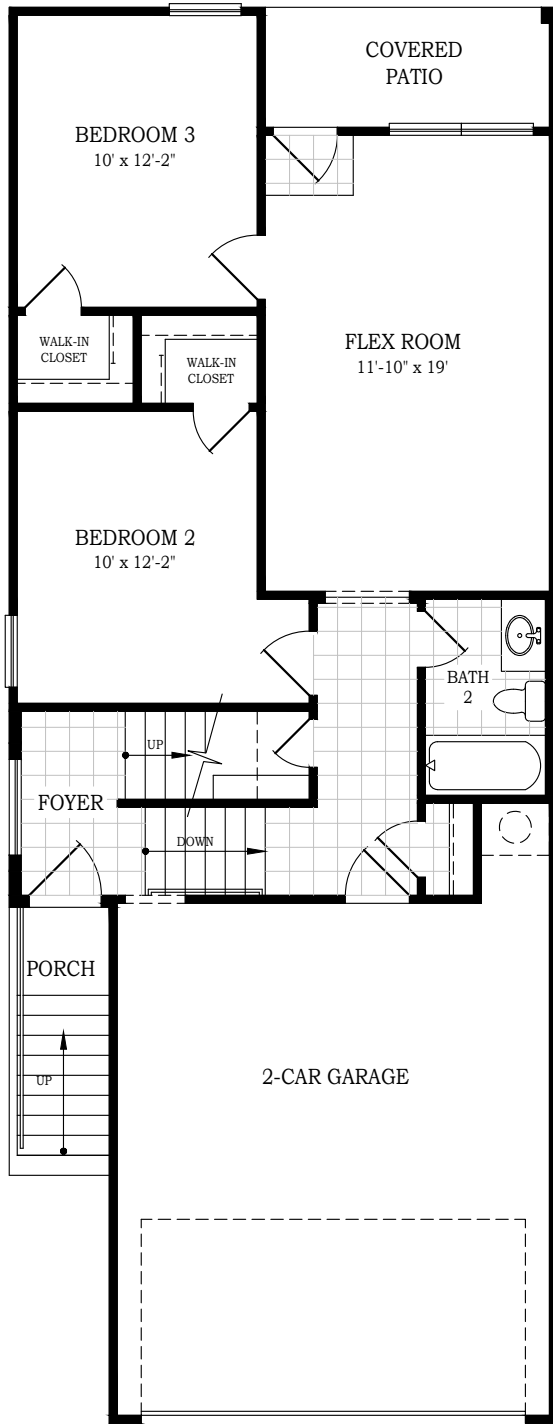 COVERED
PATIO
BEDROOM 3
10' x 12'-2"
WALK-IN
CLOSET
WALK-IN
CLOSET
FLEX ROOM
11'-10" x 19'
BEDROOM 2
10' x 12'-2"
BATH
2
UP
FOYER
DOWN
PORCH
UP
2-CAR GARAGE